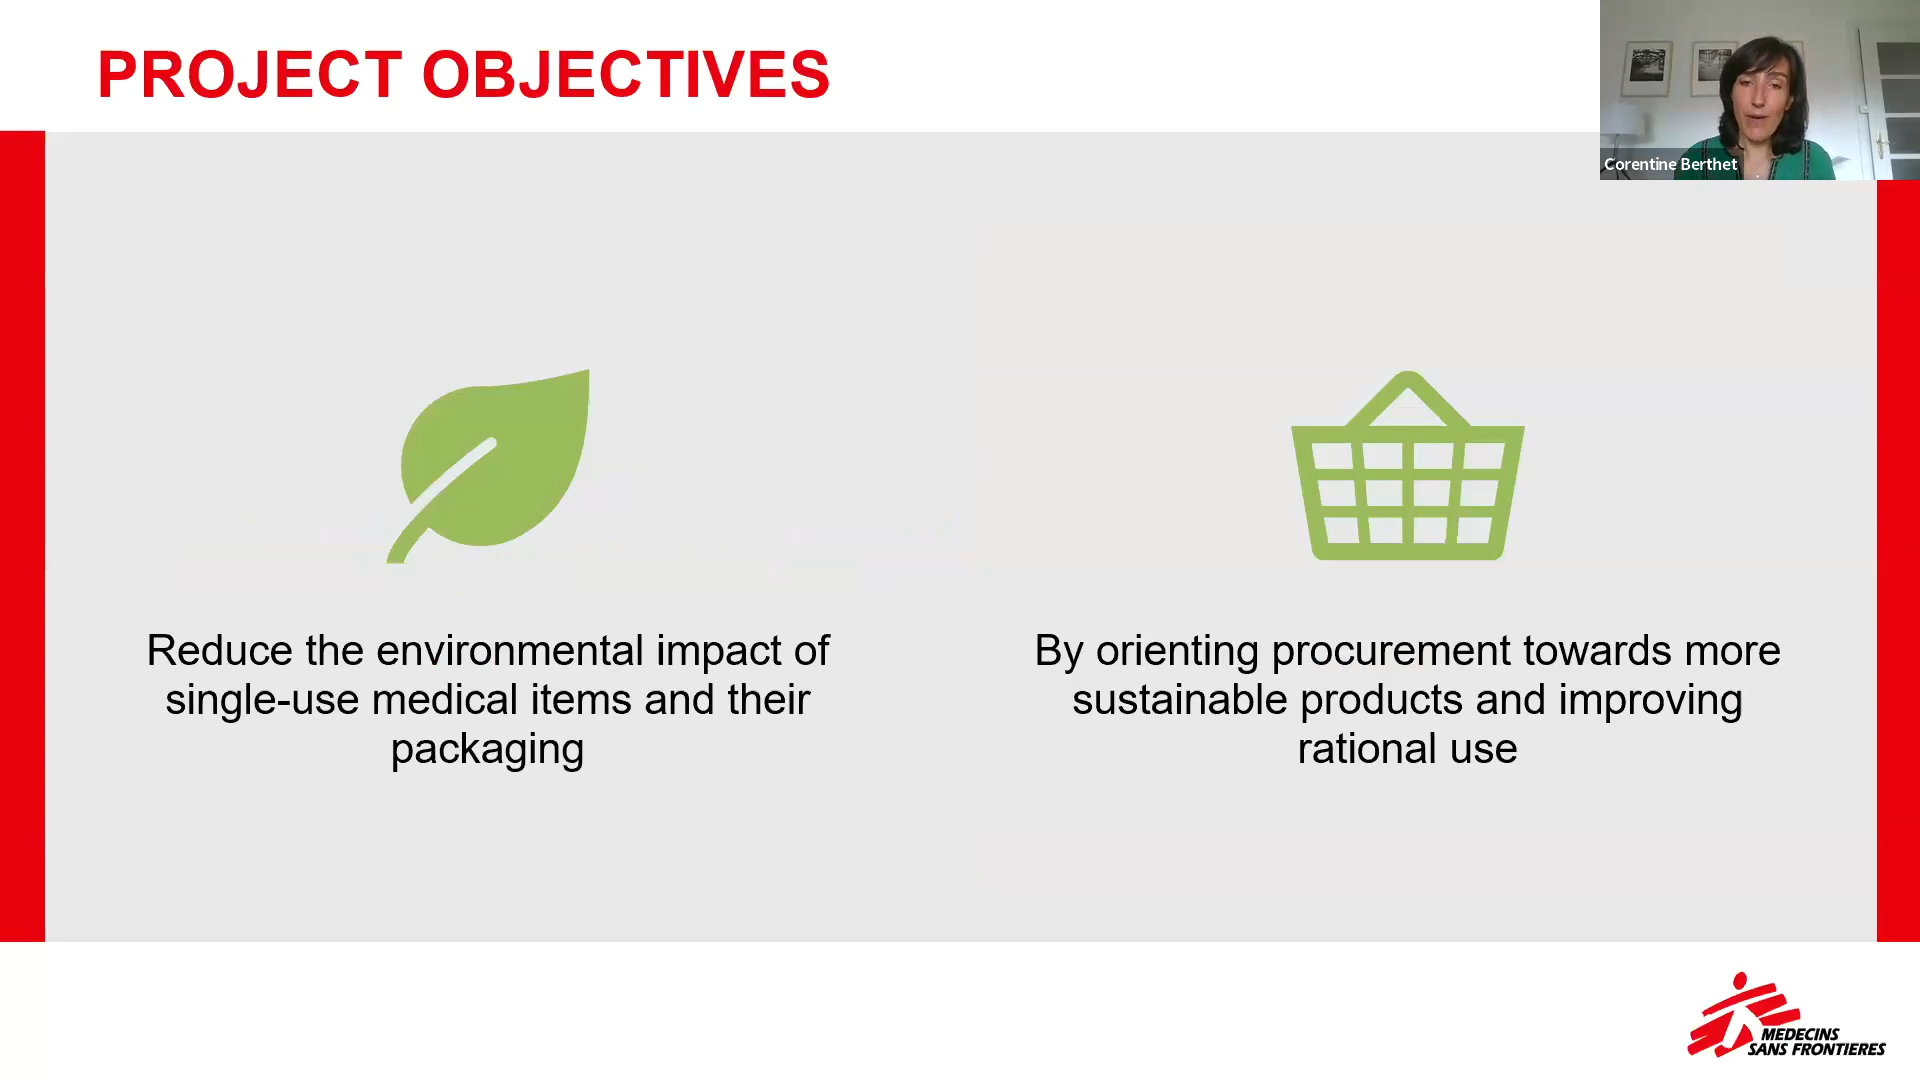 PROJECT OBJECTIVES
Corentine Berthet
Reduce the environmental impact of
single-use medical items and their
packaging
By orienting procurement towards more
sustainable products and improving
rational use
MEDECINS
SANS FRONTIERES